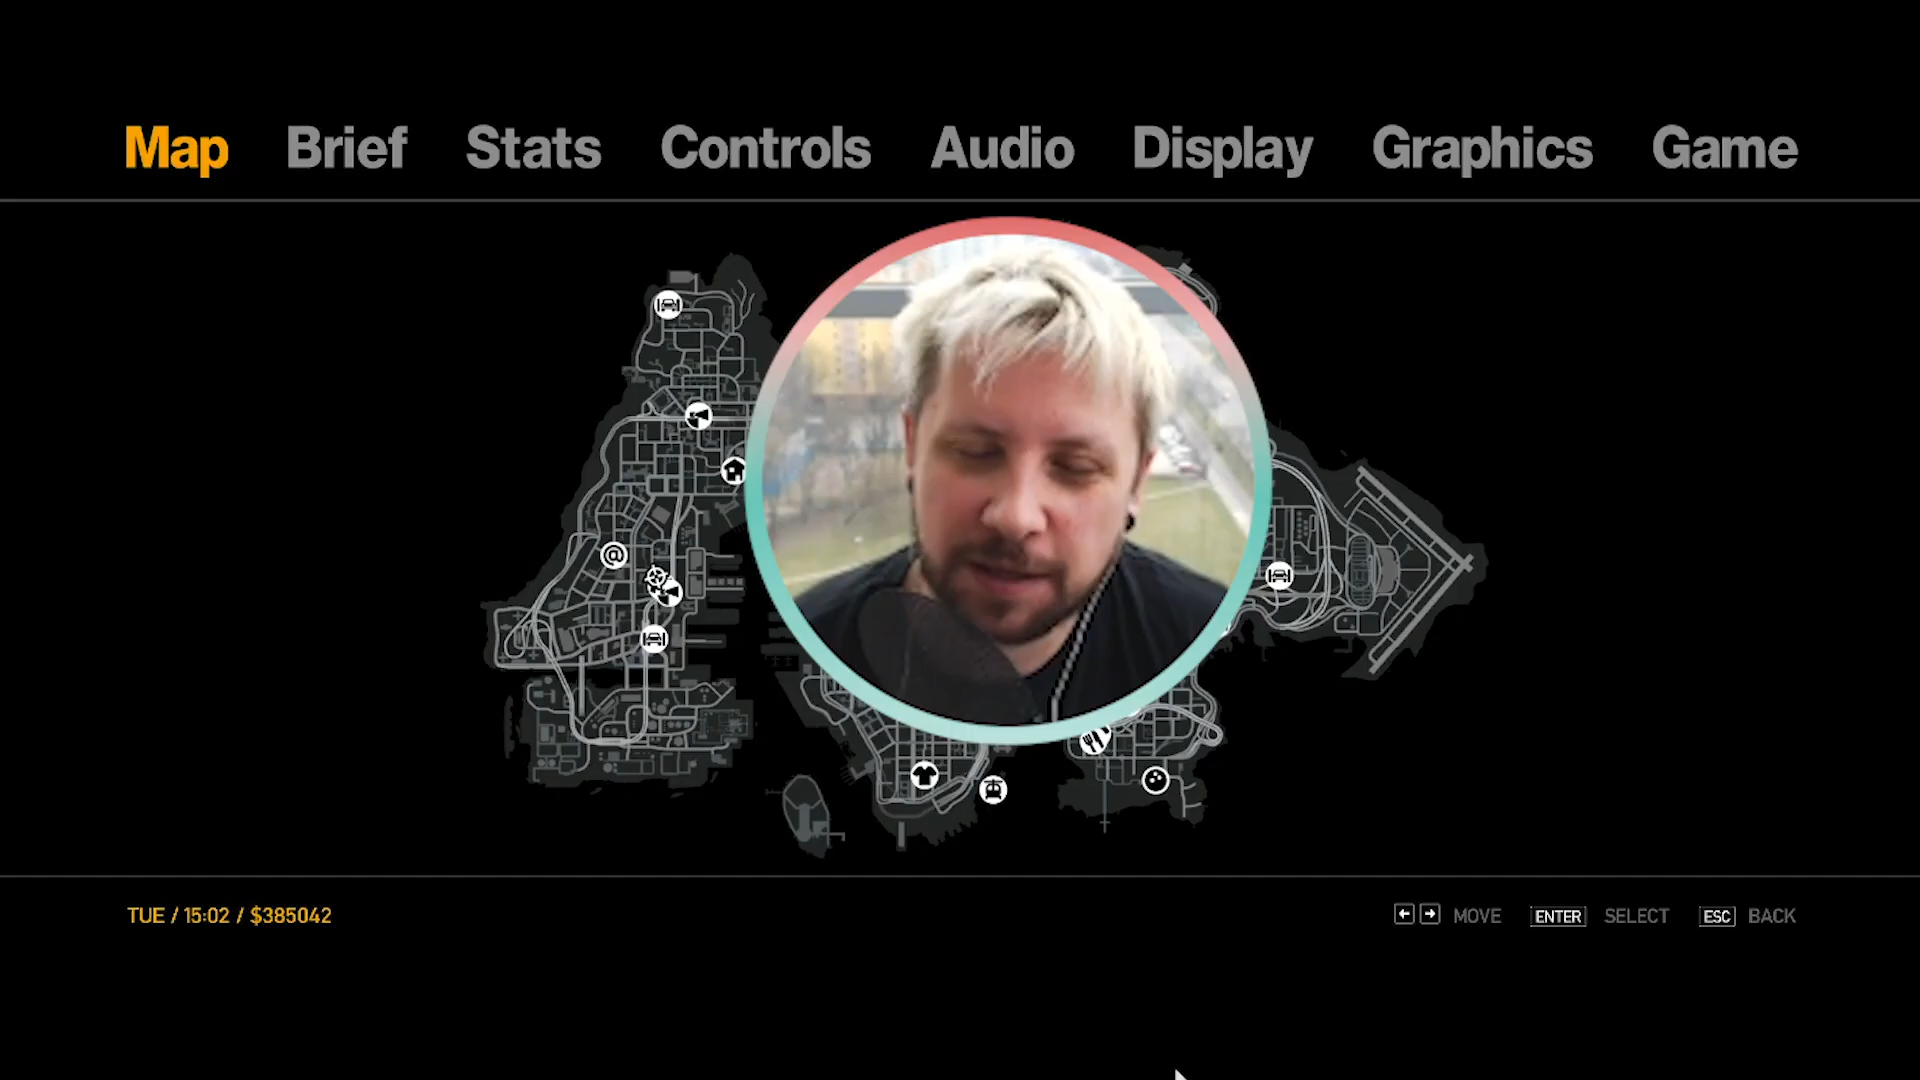 Map Brief Stats Controls Audio Display Graphics Game
@
TUE / 15:02 / $385042
MOVE ENTER SELECT ESC BACK